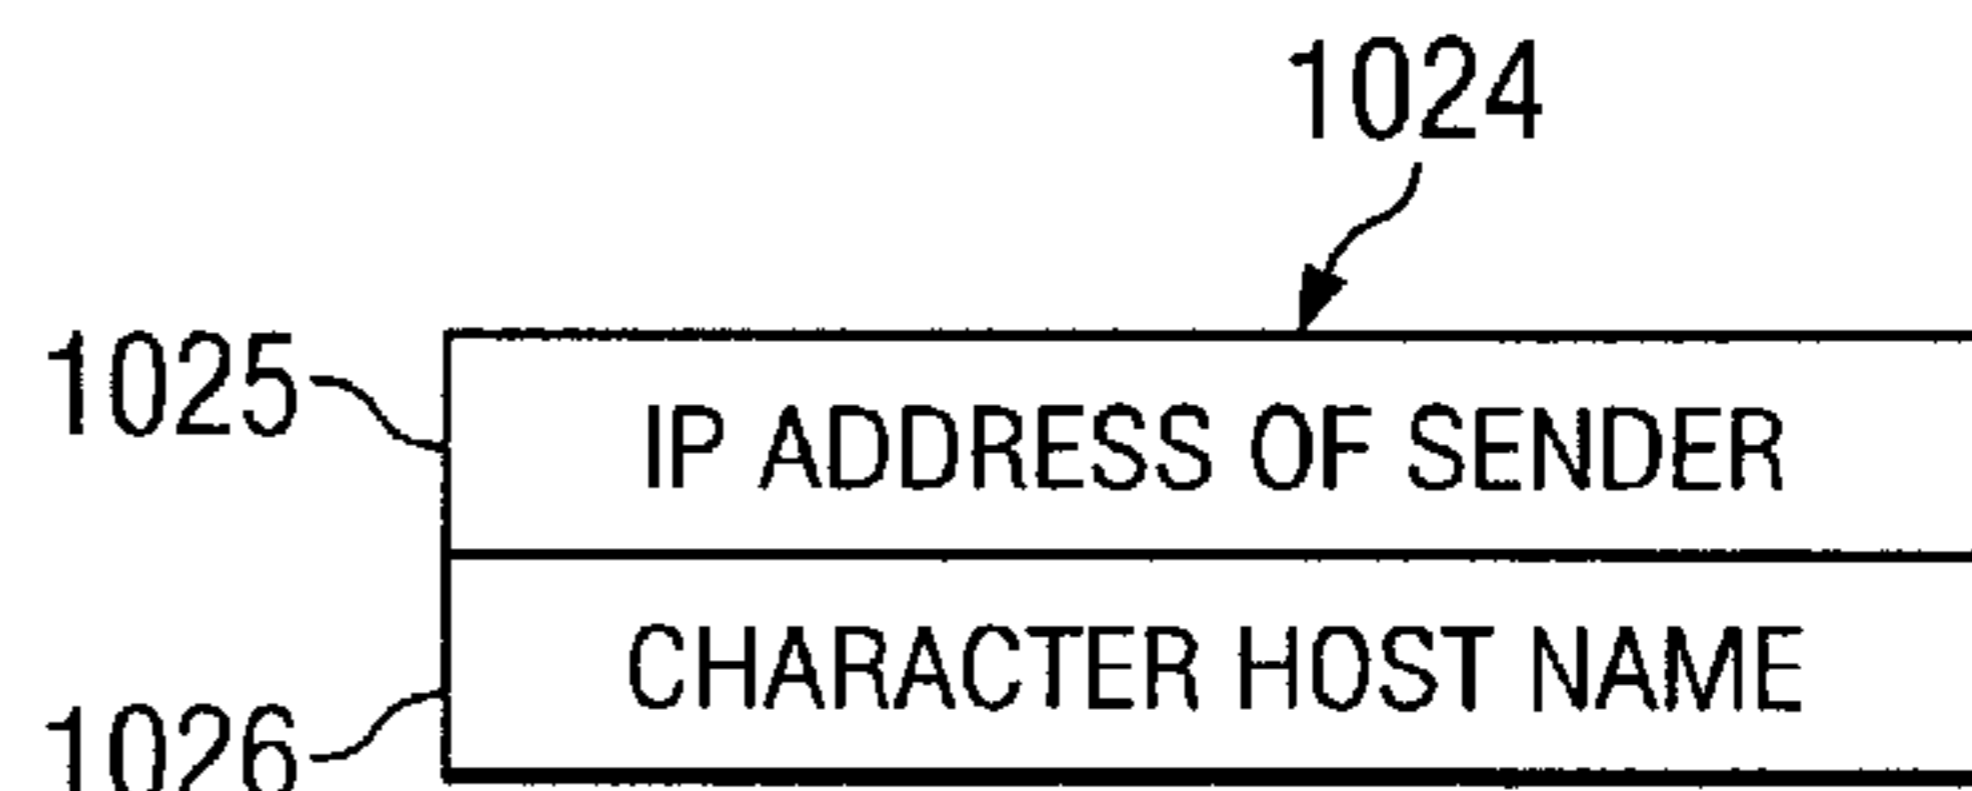 1024
1025
IP ADDRESS OF SENDER
CHARACTER HOST NAME
1026